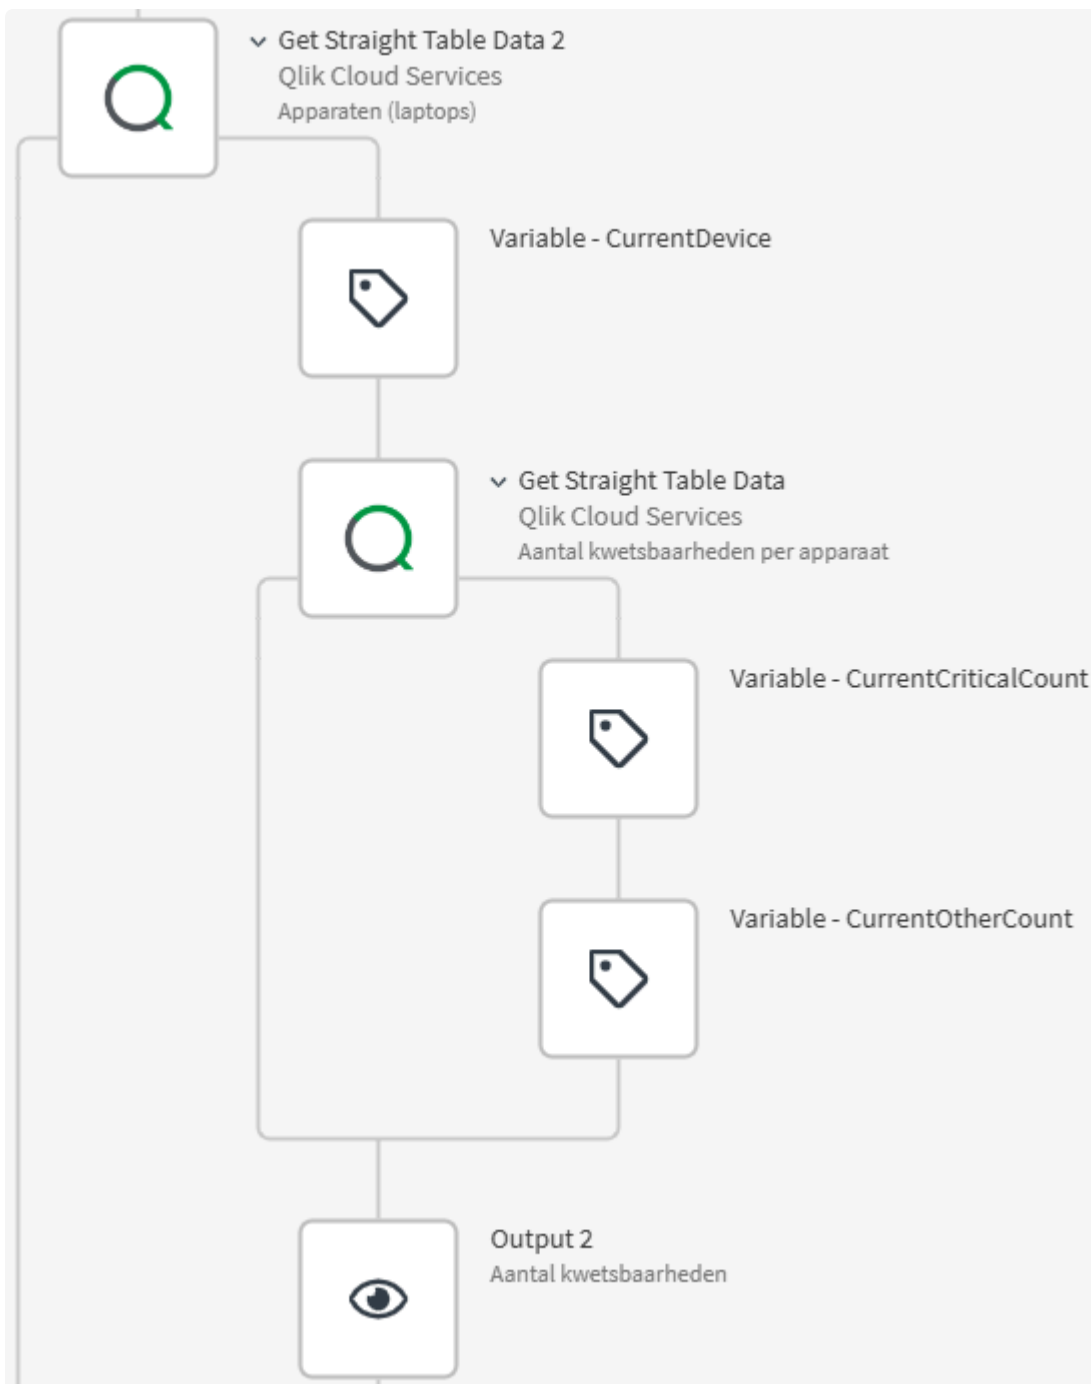 Get Straight Table Data 2
Qlik Cloud Services
Apparaten (laptops)
Variable - CurrentDevice
Get Straight Table Data
Qlik Cloud Services
Aantal kwetsbaarheden per apparaat
Variable - CurrentCriticalCount
Variable - CurrentOtherCount
Output 2
Aantal kwetsbaarheden